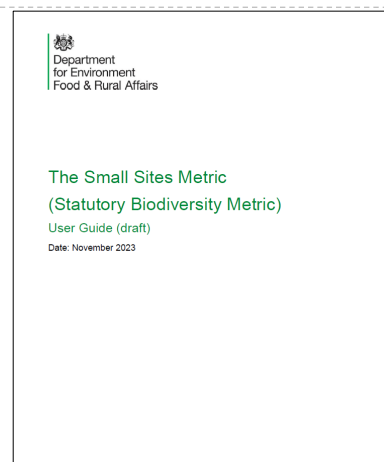 Department
for Environment
Food & Rural Affairs
The Small Sites Metric
(Statutory Biodiversity Metric)
User Guide (draft)
Date: November 2023